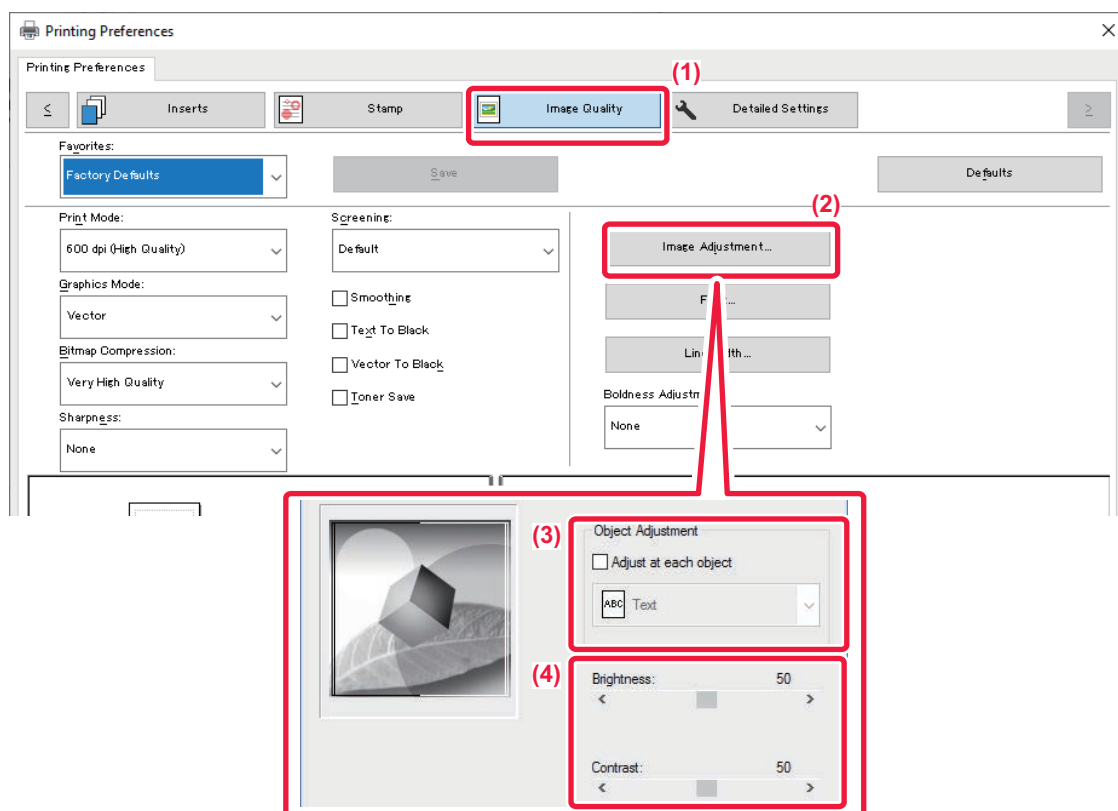 Printing Preferences
Printing Preferences
(1)
<
Inserts
Stamp
Image Quality
Detailed Settings
>
Favorites:
Factory Defaults
Save
Defaults
(2)
Print Mode:
Screening:
600 dpi (High Quality)
Default
Image Adjustment...
Graphics Mode:
Smoothing
Vector
Text To Black
Bitmap Compression:
Vector To Black
Very High Quality
Toner Save
Boldness
Sharpness:
None
None
(3)
Object Adjustment
Adjust at each object
ABC Text
(4)
Brightness: 50
< >
Contrast: 50
< >